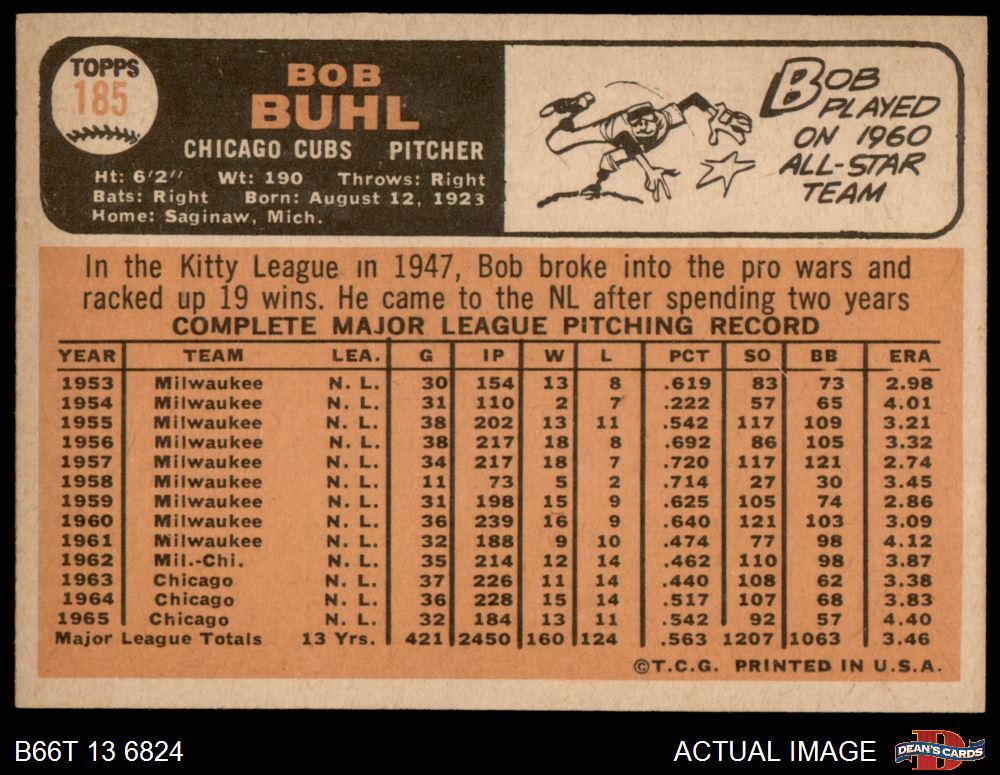 TOPPS
185
BOB
BUHL
CHICAGO CUBS PITCHER
Ht: 6'2" Wt: 190 Throws: Right
Bats: Right Born: August 12, 1923
Home: Saginaw, Mich.
BOB
PLAYED
ON 1960
ALL-STAR
TEAM
In the Kitty League in 1947, Bob broke into the pro wars and
racked up 19 wins. He came to the NL after spending two years
COMPLETE MAJOR LEAGUE PITCHING RECORD
YEAR TEAM LEA. G IP W L PCT SO BB ERA
1953 Milwaukee N. L. 30 154 13 8 .619 83 73 2.98
1954 Milwaukee N. L. 31 110 2 7 .222 57 65 4.01
1955 Milwaukee N. L. 38 202 13 11 .542 117 109 3.21
1956 Milwaukee N. L. 38 217 18 8 .692 86 105 3.32
1957 Milwaukee N. L. 34 217 18 7 .720 117 121 2.74
1958 Milwaukee N. L. 11 73 5 2 .714 27 30 3.45
1959 Milwaukee N. L. 31 198 15 9 .625 105 74 2.86
1960 Milwaukee N. L. 36 239 16 9 .640 121 103 3.09
1961 Milwaukee N. L. 32 188 9 10 .474 77 98 4.12
1962 Mil.-Chi. N. L. 35 214 12 14 .462 110 98 3.87
1963 Chicago N. L. 37 226 11 14 .440 108 62 3.38
1964 Chicago N. L. 36 228 15 14 .517 107 68 3.83
1965 Chicago N. L. 32 184 13 11 .542 92 57 4.40
Major League Totals 13 Yrs. 421 2450 160 124 .563 1207 1063 3.46
©T.C.G. PRINTED IN U.S.A.
B66T 13 6824
ACTUAL IMAGE
DEAN'S CARDS